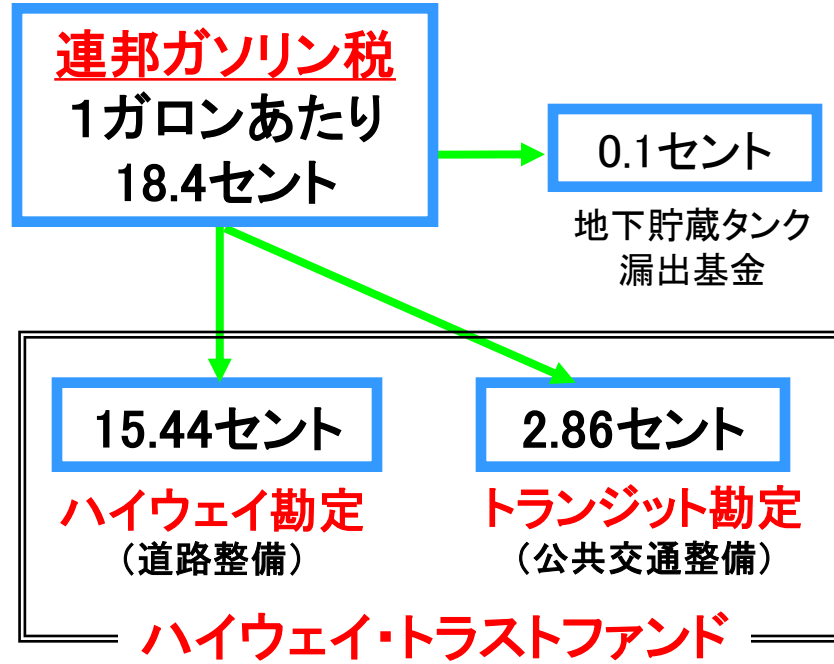 連邦ガソリン税
1ガロンあたり
18.4セント
0.1セント
地下貯蔵タンク
漏出基金
15.44セント
2.86セント
ハイウェイ勘定
（道路整備）
トランジット勘定
（公共交通整備）
ハイウェイ・トラストファンド